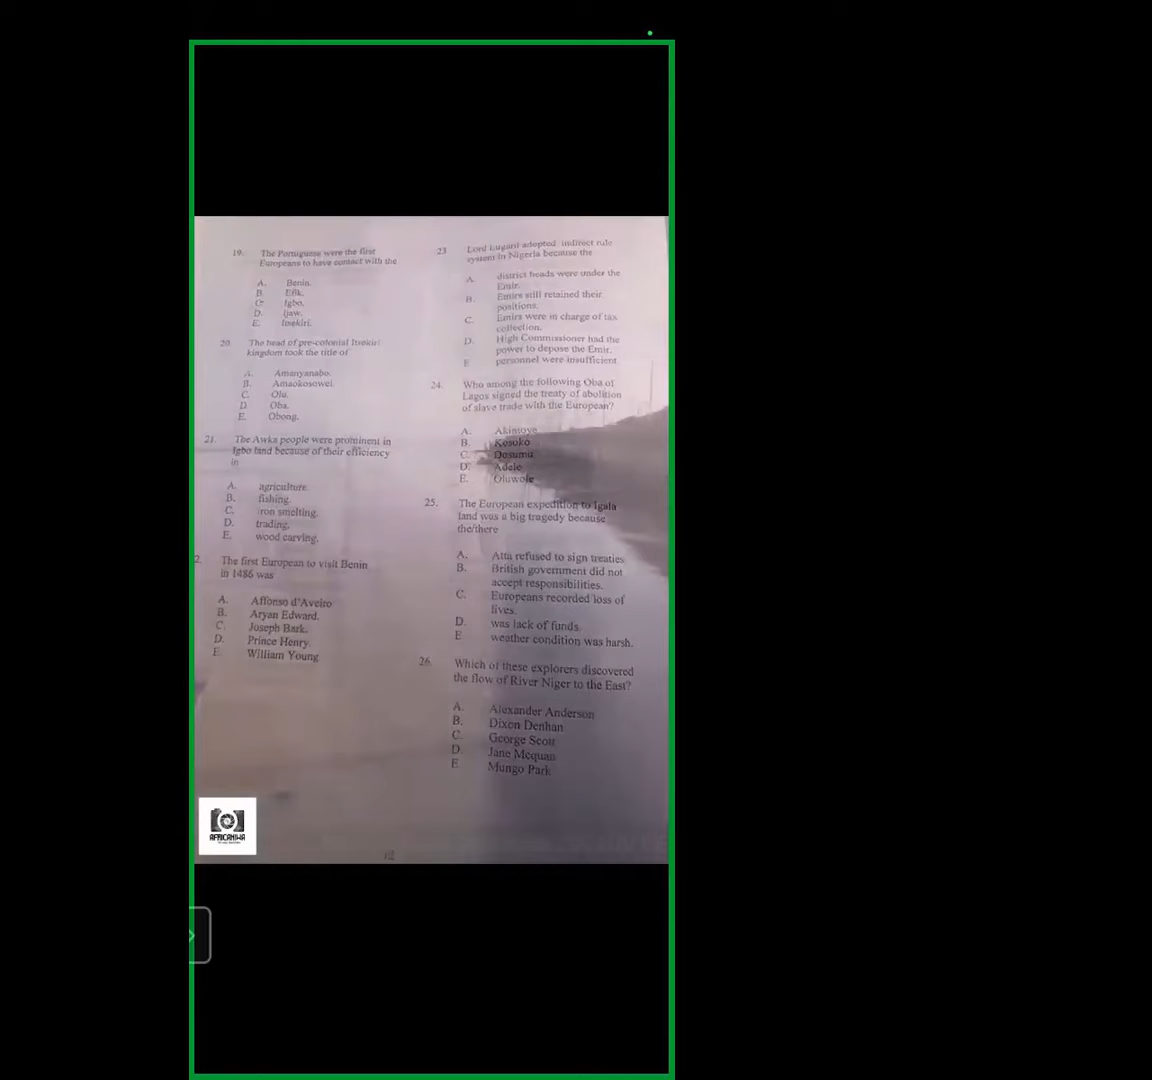 19. The Portuguese were the first
Europeans to have contact with the
A. Benin.
B. Efik.
C. Igbo.
D. Ijaw.
E. Itsekiri.
20. The head of pre-colonial Itsekiri
kingdom took the title of
A. Amanyanabo.
B. Amaokosowei.
C. Olu.
D. Oba.
E. Obong.
21. The Awka people were prominent in
Igbo land because of their efficiency
in
A. agriculture.
B. fishing.
C. iron smelting.
D. trading.
E. wood carving.
2. The first European to visit Benin
in 1486 was
A. Affonso d'Aveiro
B. Aryan Edward.
C. Joseph Bark.
D. Prince Henry.
E. William Young
23 Lord Lugard adopted indirect rule
system in Nigeria because the
A. district heads were under the
Emir.
B. Emirs still retained their
positions.
C. Emirs were in charge of tax
collection.
D. High Commissioner had the
power to depose the Emir.
E personnel were insufficient
24. Who among the following Oba of
Lagos signed the treaty of abolition
of slave trade with the European?
A. Akintoye
B. Kosoko
C. Dosumu
D. Adele
E. Oluwole
25. The European expedition to Igala
land was a big tragedy because
the/there
A. Atta refused to sign treaties
B. British government did not
accept responsibilities.
C. Europeans recorded loss of
lives.
D. was lack of funds.
E weather condition was harsh.
26. Which of these explorers discovered
the flow of River Niger to the East?
A. Alexander Anderson
B. Dixon Denhan
C. George Scott
D. Jane Mcquan
E Mungo Park
12